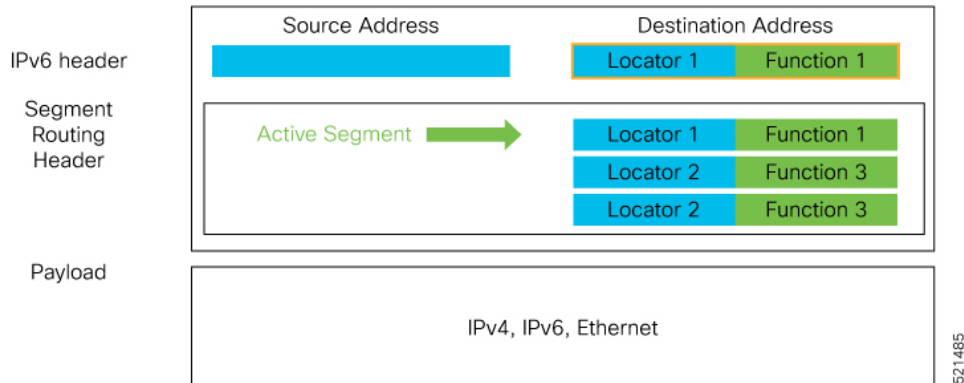 Source Address
Destination Address
IPv6 header
Locator 1
Function 1
Segment
Routing
Header
Active Segment
Locator 1
Function 1
Locator 2
Function 3
Locator 2
Function 3
Payload
IPv4, IPv6, Ethernet
521485